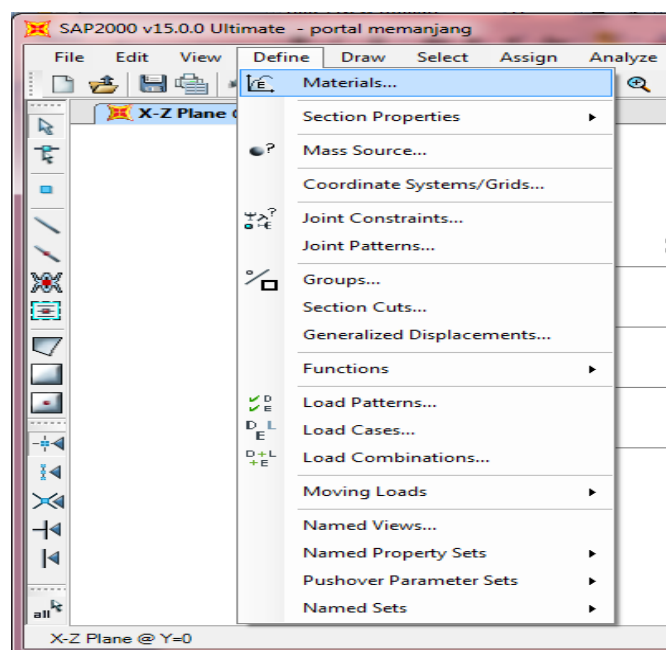 SAP2000 v15.0.0 Ultimate - portal memanjang
File Edit View Define Draw Select Assign Analyze
X-Z Plane
Materials...
Section Properties
Mass Source...
Coordinate Systems/Grids...
Joint Constraints...
Joint Patterns...
Groups...
Section Cuts...
Generalized Displacements...
Functions
Load Patterns...
Load Cases...
Load Combinations...
Moving Loads
Named Views...
Named Property Sets
Pushover Parameter Sets
Named Sets
all
X-Z Plane @ Y=0